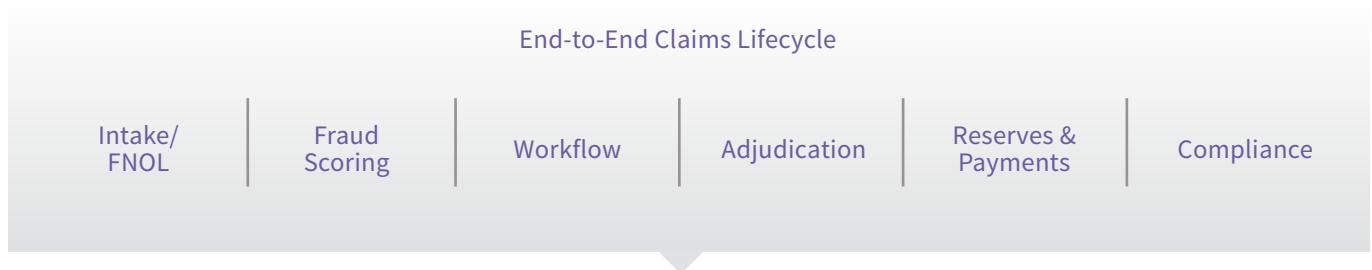 End-to-End Claims Lifecycle
Intake/
FNOL
Fraud
Scoring
Workflow
Adjudication
Reserves &
Payments
Compliance